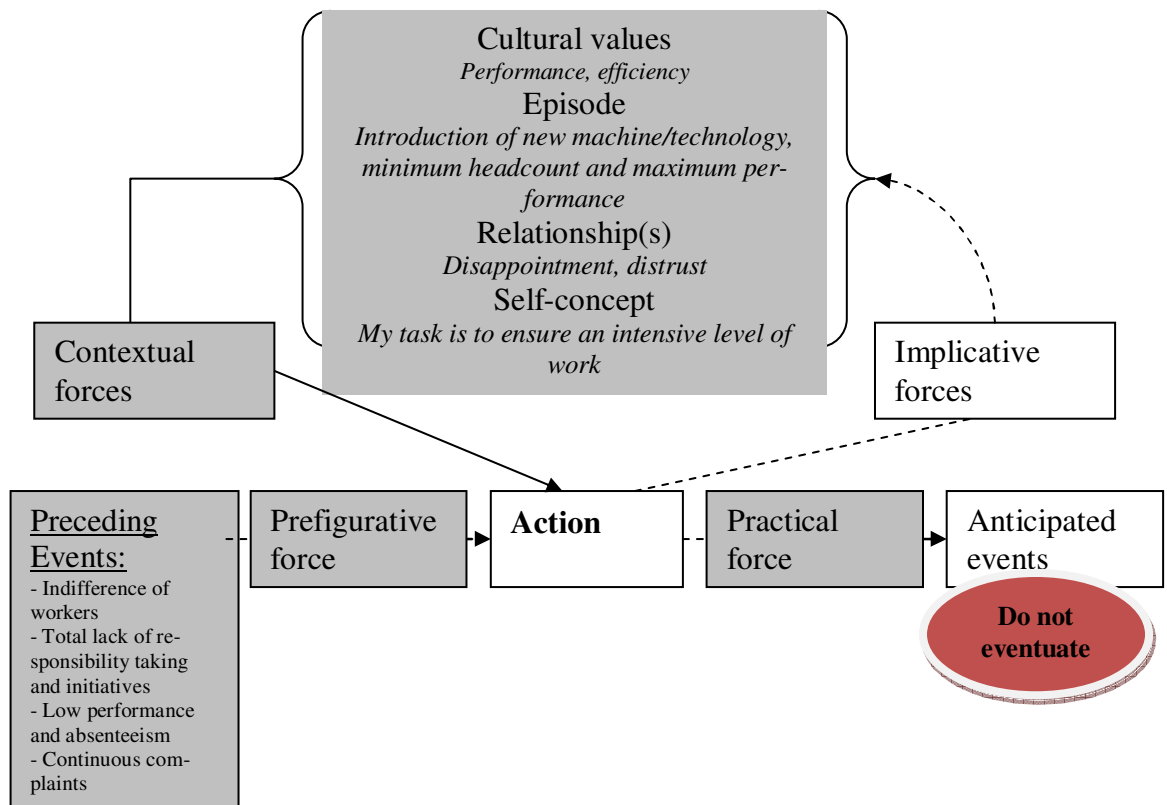 Cultural values
Performance, efficiency
Episode
Introduction of new machine/technology,
minimum headcount and maximum per-
formance
Relationship(s)
Disappointment, distrust
Self-concept
My task is to ensure an intensive level of
work
Contextual
forces
Implicative
forces
Preceding
Events:
- Indifference of
workers
- Total lack of re-
sponsibility taking
and initiatives
- Low performance
and absenteeism
- Continuous com-
plaints
Prefigurative
force
Action
Practical
force
Anticipated
events
Do not
eventuate